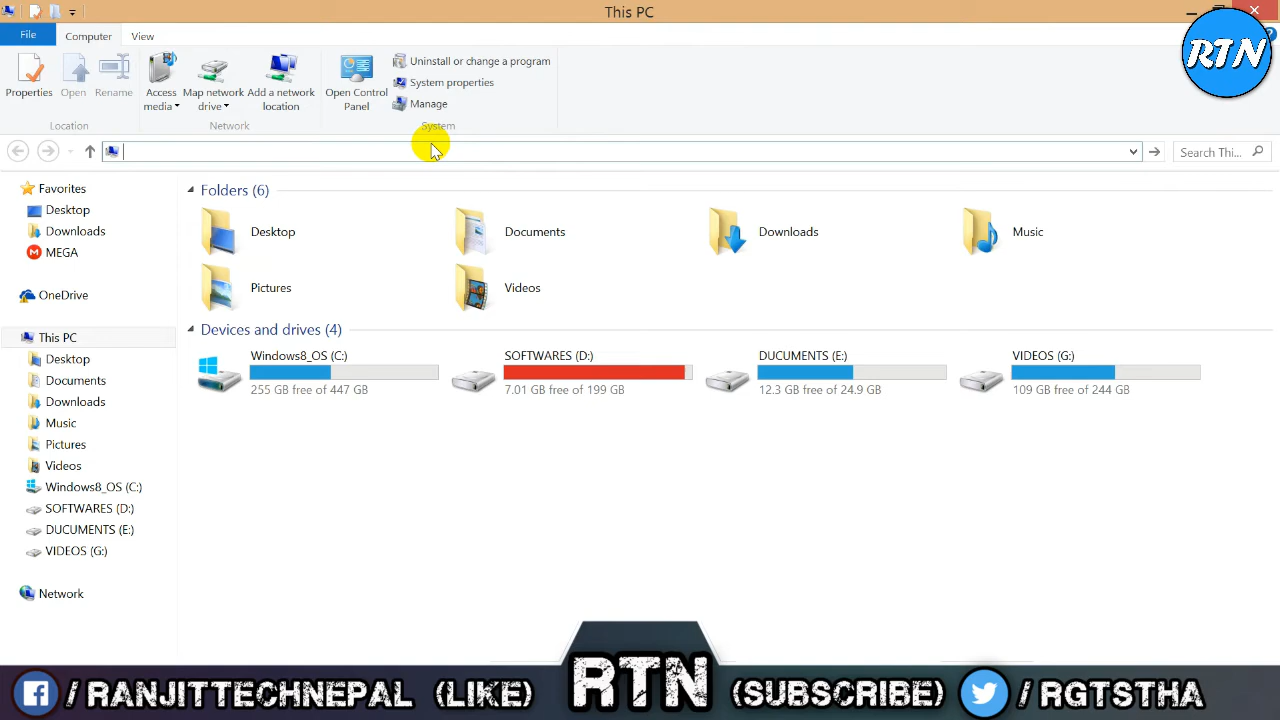 This PC
RTN
File Computer View
Properties Open Rename
Access media Map network drive Add a network location
Open Control Panel
Uninstall or change a program
System properties
Manage
Location Network System
Search Thi...
Favorites
Desktop
Downloads
MEGA
OneDrive
This PC
Desktop
Documents
Downloads
Music
Pictures
Videos
Windows8_OS (C:)
SOFTWARES (D:)
DUCUMENTS (E:)
VIDEOS (G:)
Network
Folders (6)
Desktop Documents Downloads Music
Pictures Videos
Devices and drives (4)
Windows8_OS (C:) SOFTWARES (D:) DUCUMENTS (E:) VIDEOS (G:)
255 GB free of 447 GB 7.01 GB free of 199 GB 12.3 GB free of 24.9 GB 109 GB free of 244 GB
/RANJITTECHNEPAL (LIKE) RTN (SUBSCRIBE) /RGTSTHA